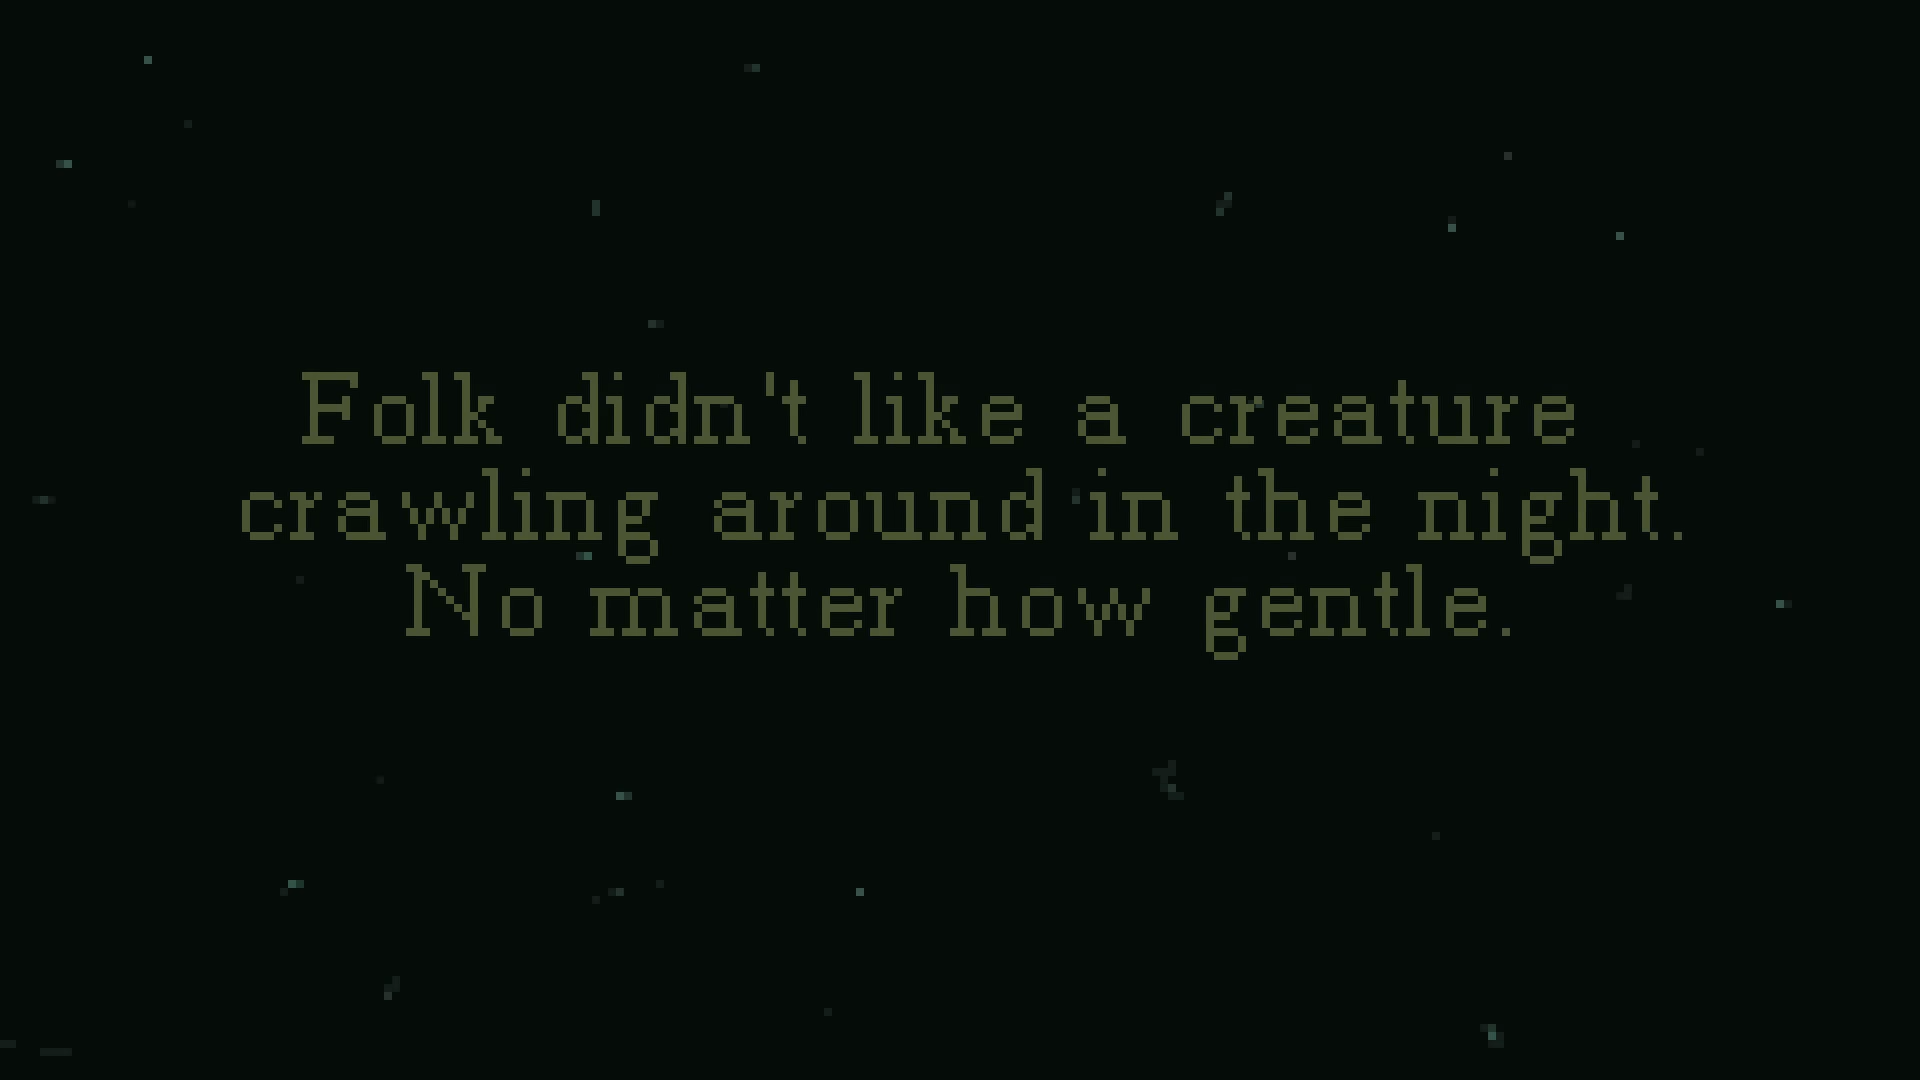 Folk didn't like a creature
crawling around in the night.
No matter how gentle.